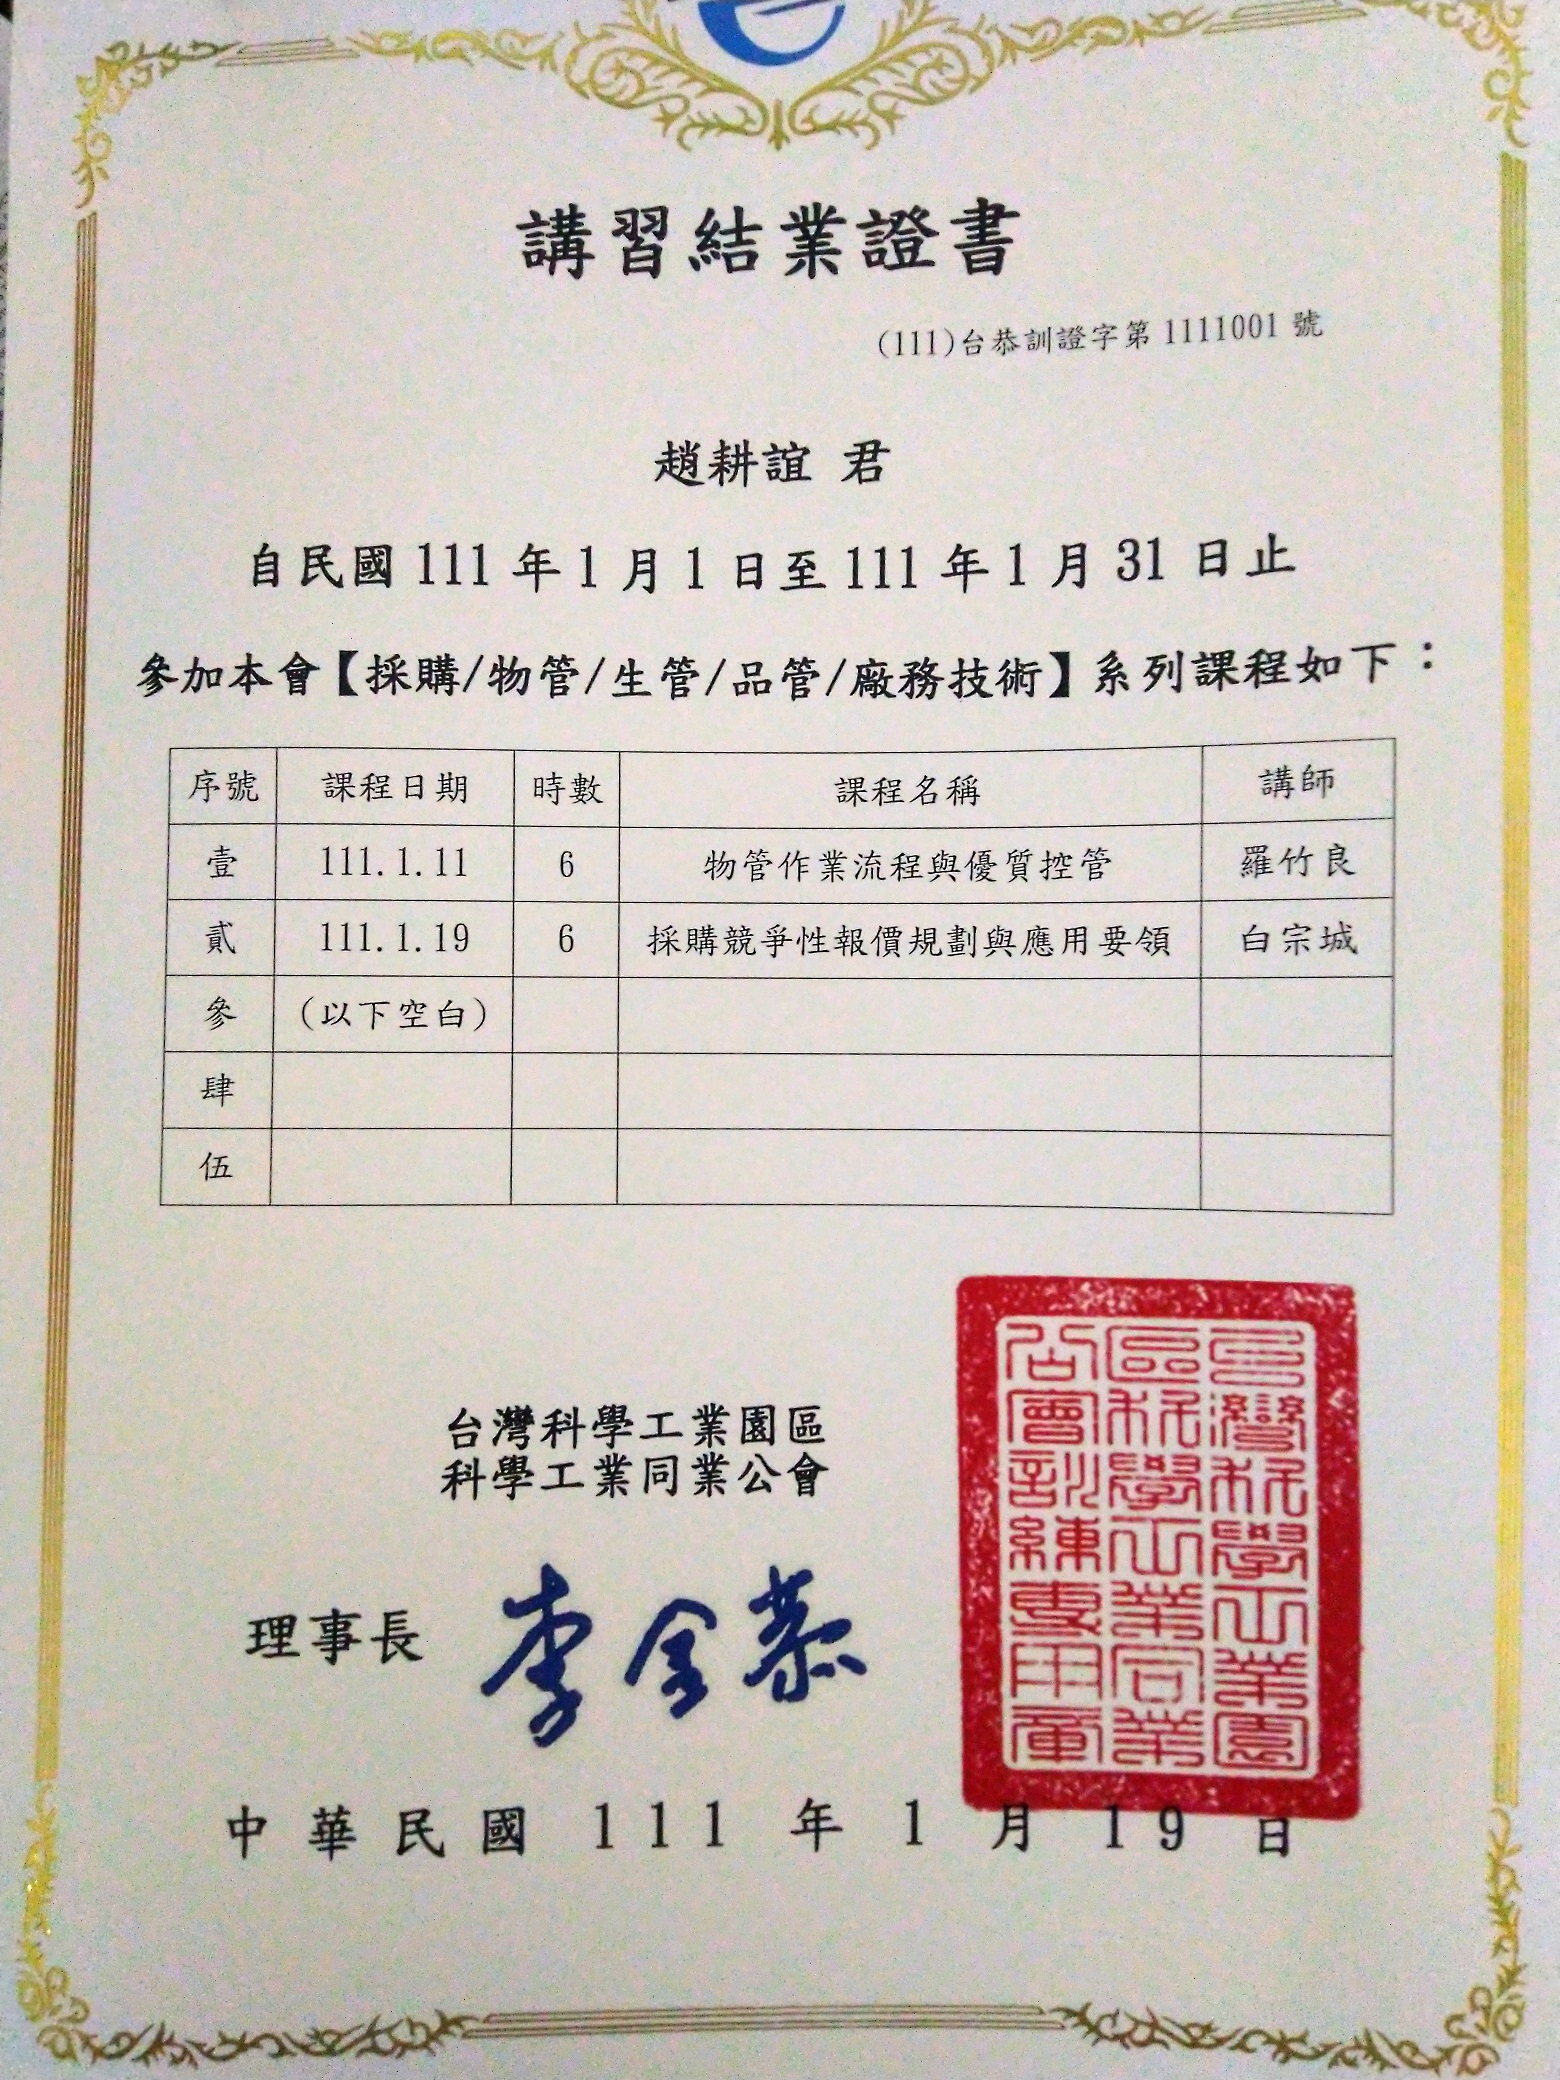 講習結業證書
(111)台恭訓證字第 1111001 號
趙耕誼 君
自民國 111 年 1 月 1 日至 111 年 1 月 31 日止
參加本會【採購/物管/生管/品管/廠務技術】系列課程如下：
序號 課程日期 時數 課程名稱 講師
壹 111.1.11 6 物管作業流程與優質控管 羅竹良
貳 111.1.19 6 採購競爭性報價規劃與應用要領 白宗城
參 (以下空白)
肆
伍
台灣科學工業園區
科學工業同業公會
理事長 李金恭
台灣科學工業園
區科學工業同業
公會訓練專用章
中華民國 111 年 1 月 19 日